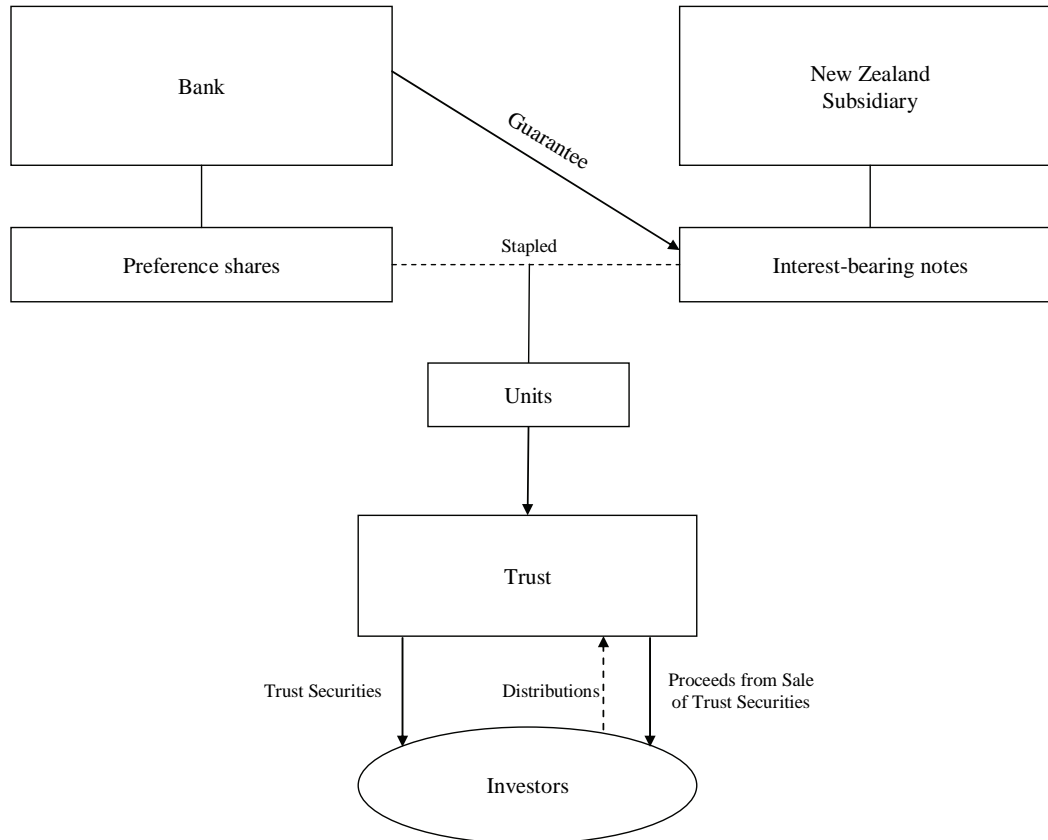 Bank
New Zealand
Subsidiary
Guarantee
Stapled
Preference shares
Interest-bearing notes
Units
Trust
Trust Securities
Distributions
Proceeds from Sale
of Trust Securities
Investors